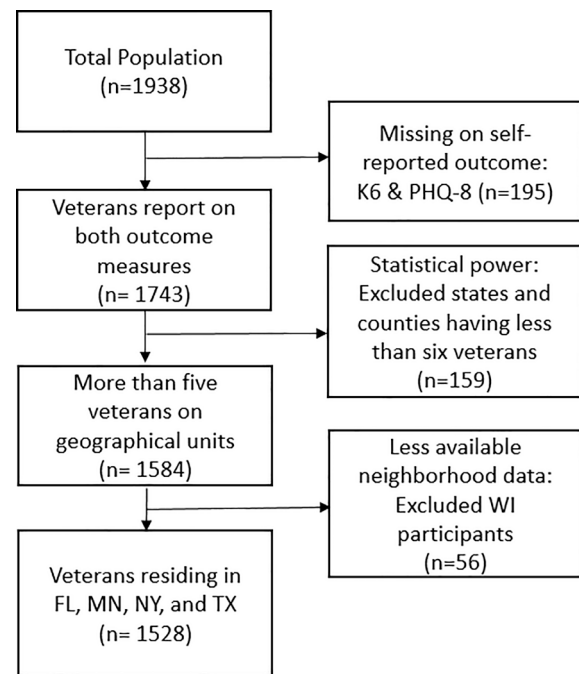 Total Population
(n=1938)
Missing on self-
reported outcome:
K6 & PHQ-8 (n=195)
Veterans report on
both outcome
measures
(n= 1743)
Statistical power:
Excluded states and
counties having less
than six veterans
(n=159)
More than five
veterans on
geographical units
(n= 1584)
Less available
neighborhood data:
Excluded WI
participants
(n=56)
Veterans residing in
FL, MN, NY, and TX
(n= 1528)